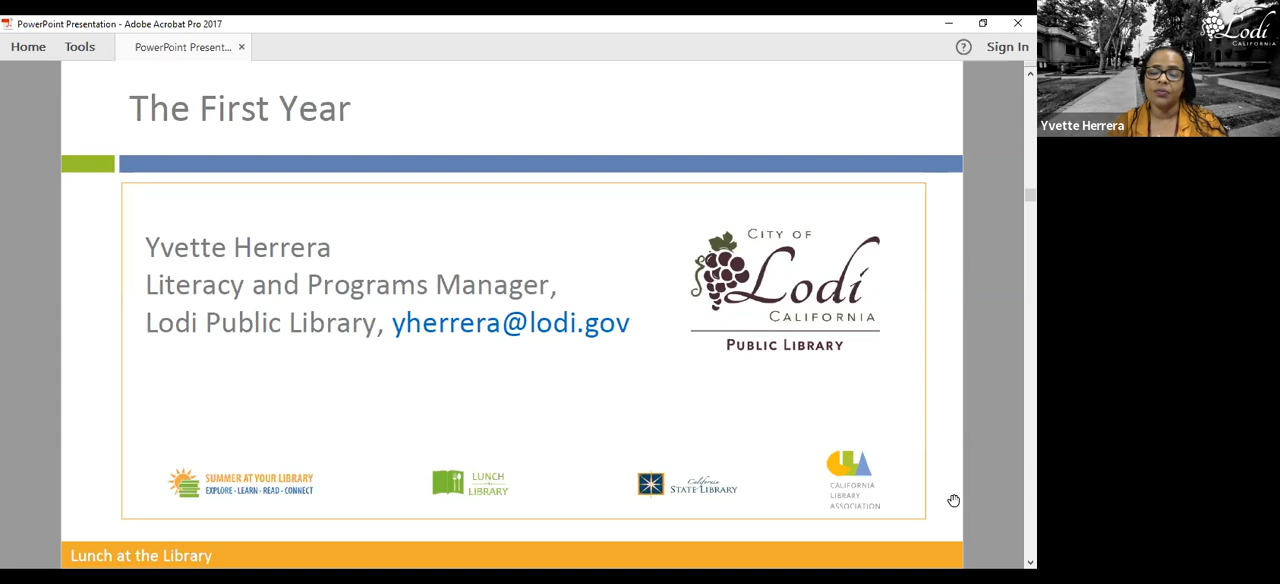 PowerPoint Presentation - Adobe Acrobat Pro 2017
Home Tools PowerPoint Present... × ? Sign In
Lodi
CALIFORNIA
Yvette Herrera
The First Year
Yvette Herrera
Literacy and Programs Manager,
Lodi Public Library, yherrera@lodi.gov
CITY OF
Lodi
CALIFORNIA
PUBLIC LIBRARY
SUMMER AT YOUR LIBRARY
EXPLORE · LEARN · READ · CONNECT
LUNCH
LIBRARY
California
STATE LIBRARY
CALIFORNIA
LIBRARY
ASSOCIATION
Lunch at the Library